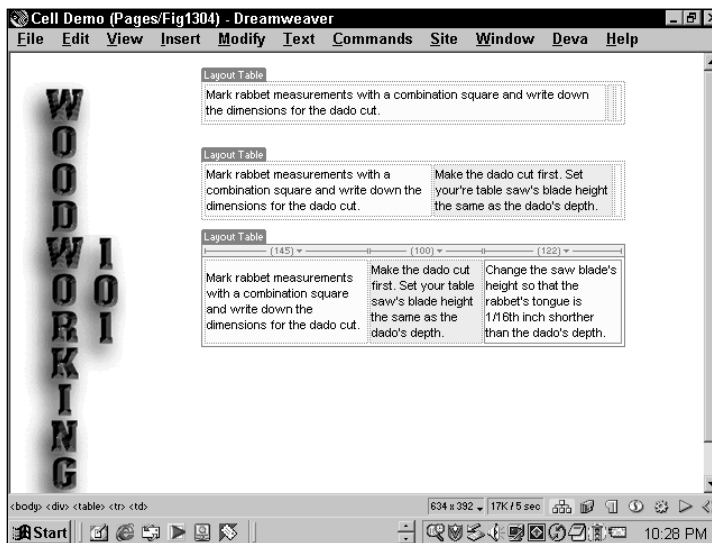 Cell Demo (Pages/Fig1304) - Dreamweaver
File Edit View Insert Modify Text Commands Site Window Deva Help
WOODWORKING
101
Layout Table
Mark rabbet measurements with a combination square and write down
the dimensions for the dado cut.
Layout Table
Mark rabbet measurements with a
combination square and write down the
dimensions for the dado cut.
Make the dado cut first. Set
your're table saw's blade height
the same as the dado's depth.
Layout Table
(145) (100) (122)
Mark rabbet measurements
with a combination square
and write down the
dimensions for the dado cut.
Make the dado cut
first. Set your table
saw's blade height
the same as the
dado's depth.
Change the saw blade's
height so that the
rabbet's tongue is
1/16th inch shorther
than the dado's depth.
<body> <div> <table> <tr> <td>
634 x 392 17K / 5 sec
Start 10:28 PM